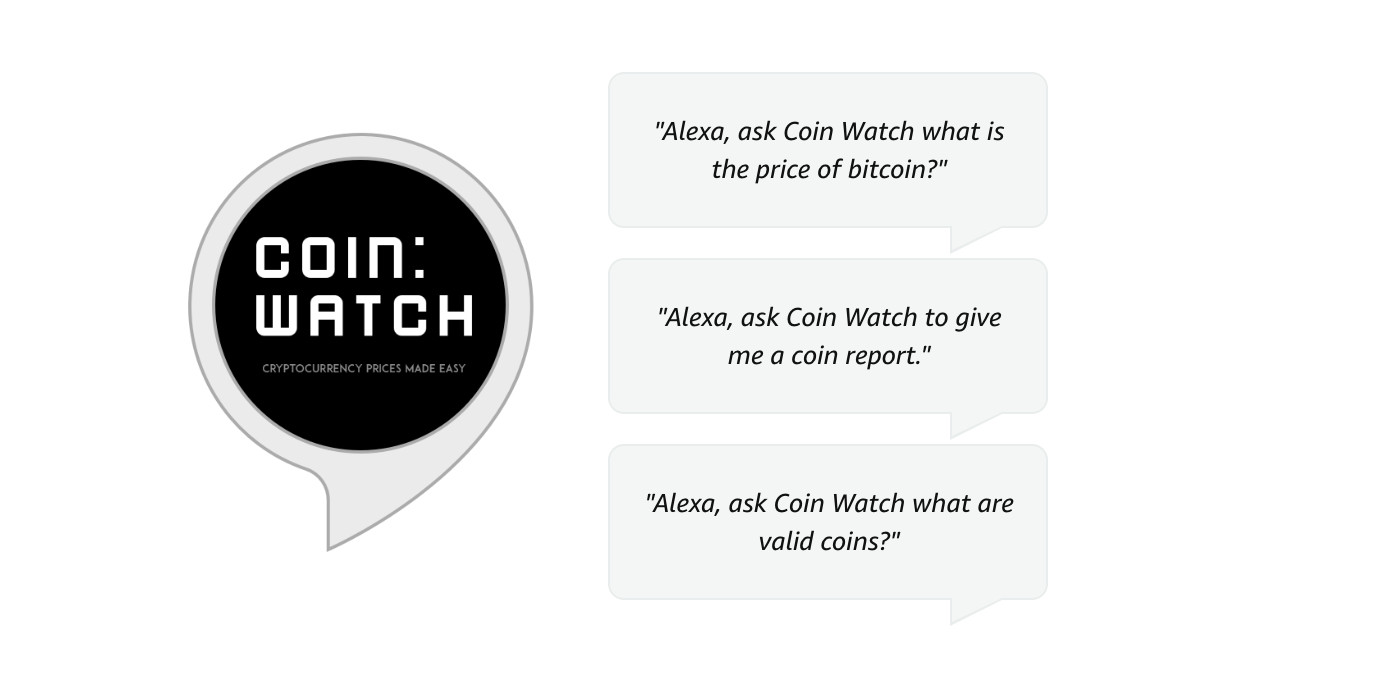 COIN:
WATCH
CRYPTOCURRENCY PRICES MADE EASY
"Alexa, ask Coin Watch what is
the price of bitcoin?"
"Alexa, ask Coin Watch to give
me a coin report."
"Alexa, ask Coin Watch what are
valid coins?"